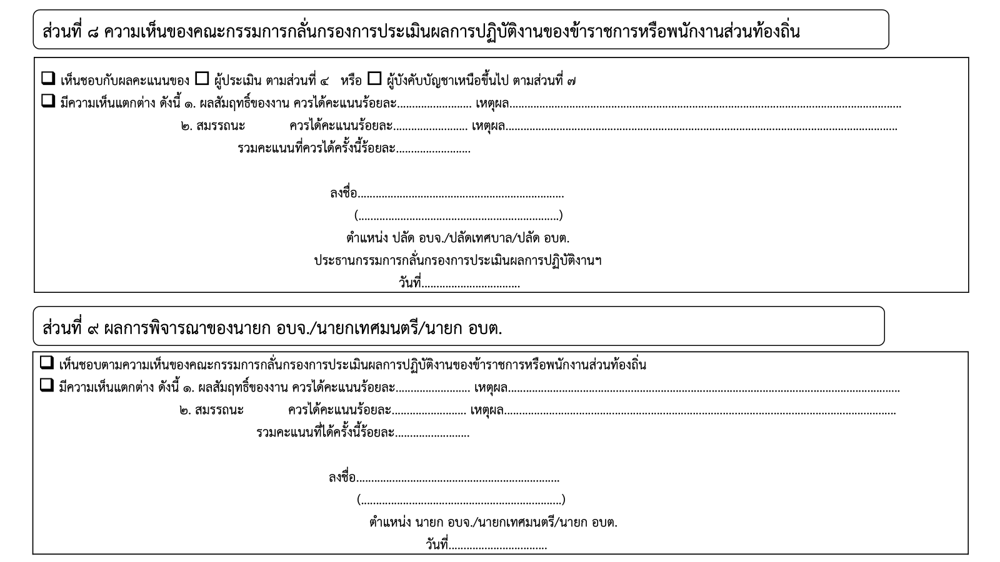 ส่วนที่ ๘ ความเห็นของคณะกรรมการกลั่นกรองการประเมินผลการปฏิบัติงานของข้าราชการหรือพนักงานส่วนท้องถิ่น
❑ เห็นชอบกับผลคะแนนของ ☐ ผู้ประเมิน ตามส่วนที่ ๔ หรือ ☐ ผู้บังคับบัญชาเหนือขึ้นไป ตามส่วนที่ ๗
❑ มีความเห็นแตกต่าง ดังนี้ ๑. ผลสัมฤทธิ์ของงาน ควรได้คะแนนร้อยละ......................... เหตุผล...................................................................................................................................
๒. สมรรถนะ ควรได้คะแนนร้อยละ......................... เหตุผล...................................................................................................................................
รวมคะแนนที่ควรได้ครั้งนี้ร้อยละ.........................
ลงชื่อ.....................................................................
(...................................................................)
ตำแหน่ง ปลัด อบจ./ปลัดเทศบาล/ปลัด อบต.
ประธานกรรมการกลั่นกรองการประเมินผลการปฏิบัติงานฯ
วันที่.................................
ส่วนที่ ๙ ผลการพิจารณาของนายก อบจ./นายกเทศมนตรี/นายก อบต.
❑ เห็นชอบตามความเห็นของคณะกรรมการกลั่นกรองการประเมินผลการปฏิบัติงานของข้าราชการหรือพนักงานส่วนท้องถิ่น
❑ มีความเห็นแตกต่าง ดังนี้ ๑. ผลสัมฤทธิ์ของงาน ควรได้คะแนนร้อยละ......................... เหตุผล...................................................................................................................................
๒. สมรรถนะ ควรได้คะแนนร้อยละ......................... เหตุผล...................................................................................................................................
รวมคะแนนที่ได้ครั้งนี้ร้อยละ.........................
ลงชื่อ....................................................................
(...................................................................)
ตำแหน่ง นายก อบจ./นายกเทศมนตรี/นายก อบต.
วันที่.................................